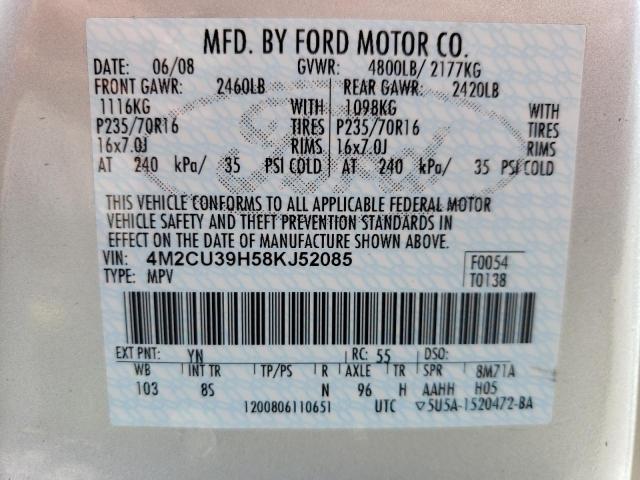 MFD. BY FORD MOTOR CO.
DATE: 06/08 GVWR: 4800LB/ 2177KG
FRONT GAWR: 2460LB REAR GAWR: 2420LB
1116KG WITH 1098KG WITH
P235/70R16 TIRES P235/70R16 TIRES
16x7.0J RIMS 16x7.0J RIMS
AT 240 kPa/ 35 PSI COLD AT 240 kPa/ 35 PSI COLD
THIS VEHICLE CONFORMS TO ALL APPLICABLE FEDERAL MOTOR
VEHICLE SAFETY AND THEFT PREVENTION STANDARDS IN
EFFECT ON THE DATE OF MANUFACTURE SHOWN ABOVE.
VIN: 4M2CU39H58KJ52085 F0054
TYPE: MPV T0138
EXT PNT: YN RC: 55 DSO:
WB INT TR TP/PS R AXLE TR SPR 8M71A
103 8S N 96 H AAHH H05
1200806110651 UTC ▽5U5A-1520472-BA